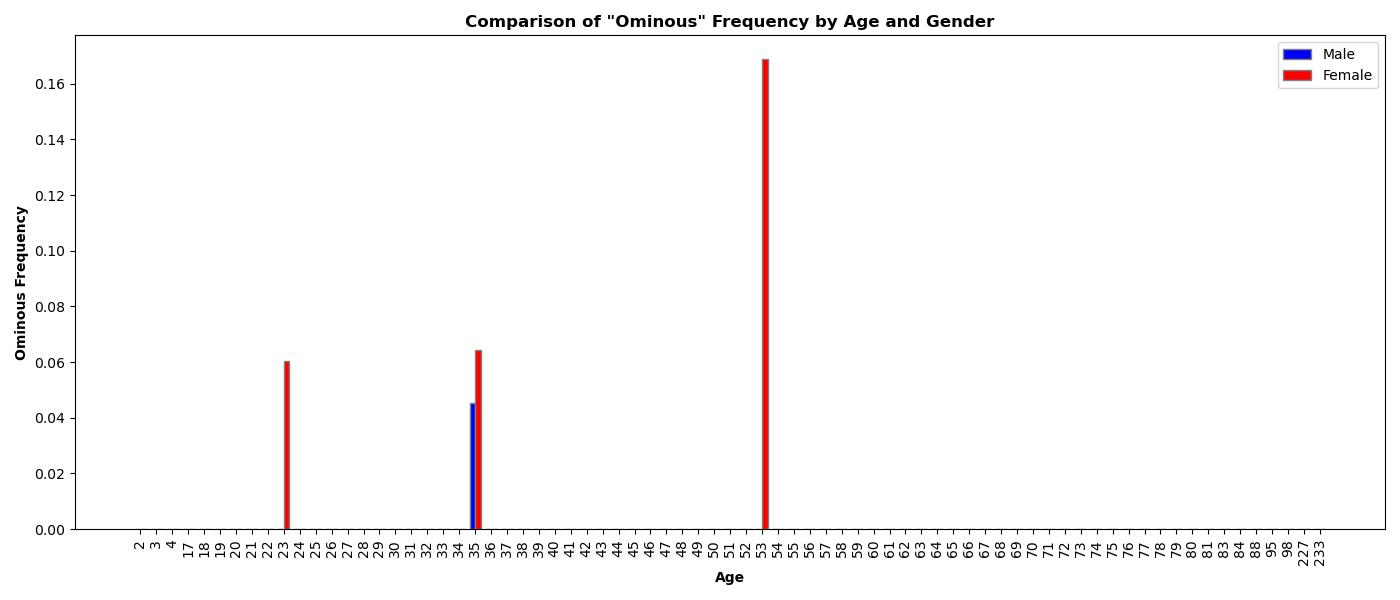 Comparison of "Ominous" Frequency by Age and Gender
Male
Female
Ominous Frequency
0.16
0.14
0.12
0.10
0.08
0.06
0.04
0.02
0.00
2 3 4 17 18 19 20 21 22 23 24 25 26 27 28 29 30 31 32 33 34 35 36 37 38 39 40 41 42 43 44 45 46 47 48 49 50 51 52 53 54 55 56 57 58 59 60 61 62 63 64 65 66 67 68 69 70 71 72 73 74 75 76 77 78 79 80 81 83 84 88 95 98 227 233
Age